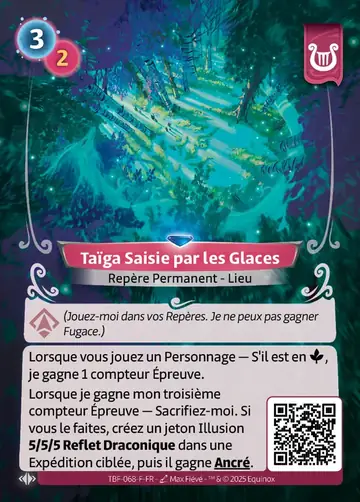 3
2
Taïga Saisie par les Glaces
Repère Permanent - Lieu
(Jouez-moi dans vos Repères. Je ne peux pas gagner
Fugace.)
Lorsque vous jouez un Personnage — S'il est en ,
je gagne 1 compteur Épreuve.
Lorsque je gagne mon troisième
compteur Épreuve — Sacrifiez-moi. Si
vous le faites, créez un jeton Illusion
5/5/5 Reflet Draconique dans une
Expédition ciblée, puis il gagne Ancré.
TBF-068-F-FR - Max Fiévé - ™ & © 2025 Equinox